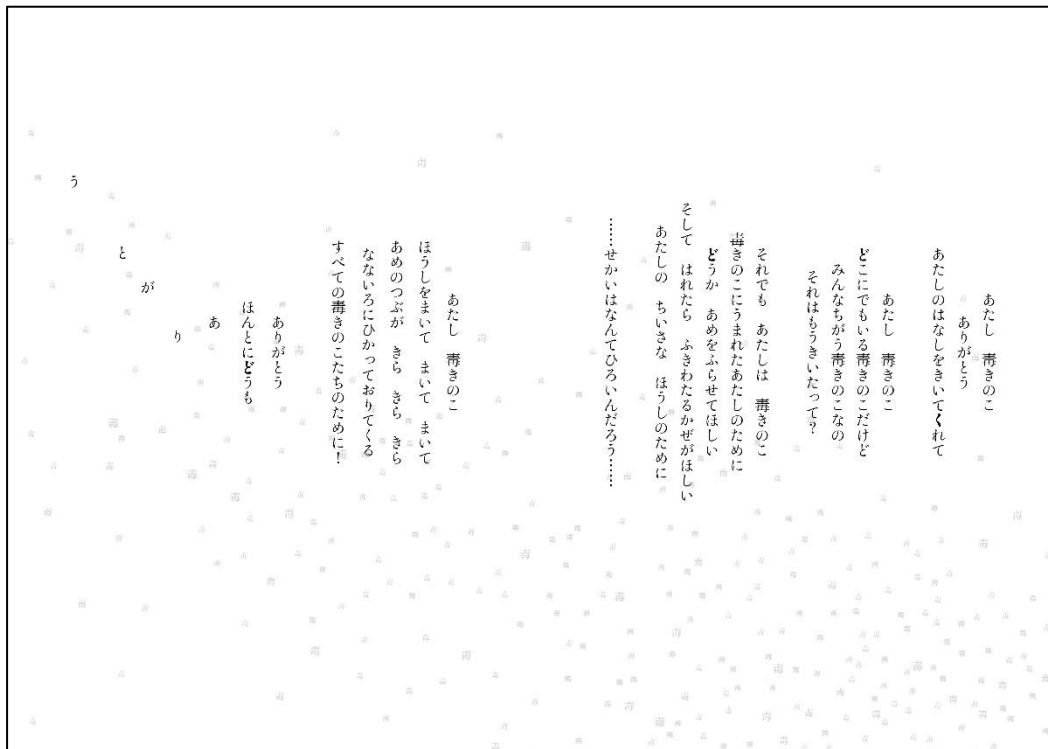 あたし　毒きのこ
ありがとう
あたしのはなしをきいてくれて
あたし　毒きのこ
どこにでもいる毒きのこだけど
みんなちがう毒きのこなの
それはもうきいたって？
それでも　あたしは　毒きのこ
毒きのこにうまれたあたしのために
どうか　あめをふらせてほしい
そして　はれたら　ふきわたるかぜがほしい
あたしの　ちいさな　ほうしのために
……せかいはなんてひろいんだろう……
あたし　毒きのこ
ほうしをまいて　まいて　まいて
あめのつぶが　きら　きら　きら
なないろにひかっておりてくる
すべての毒きのこたちのために！
ありがとう
ほんとにどうも
あ
り
が
と
う